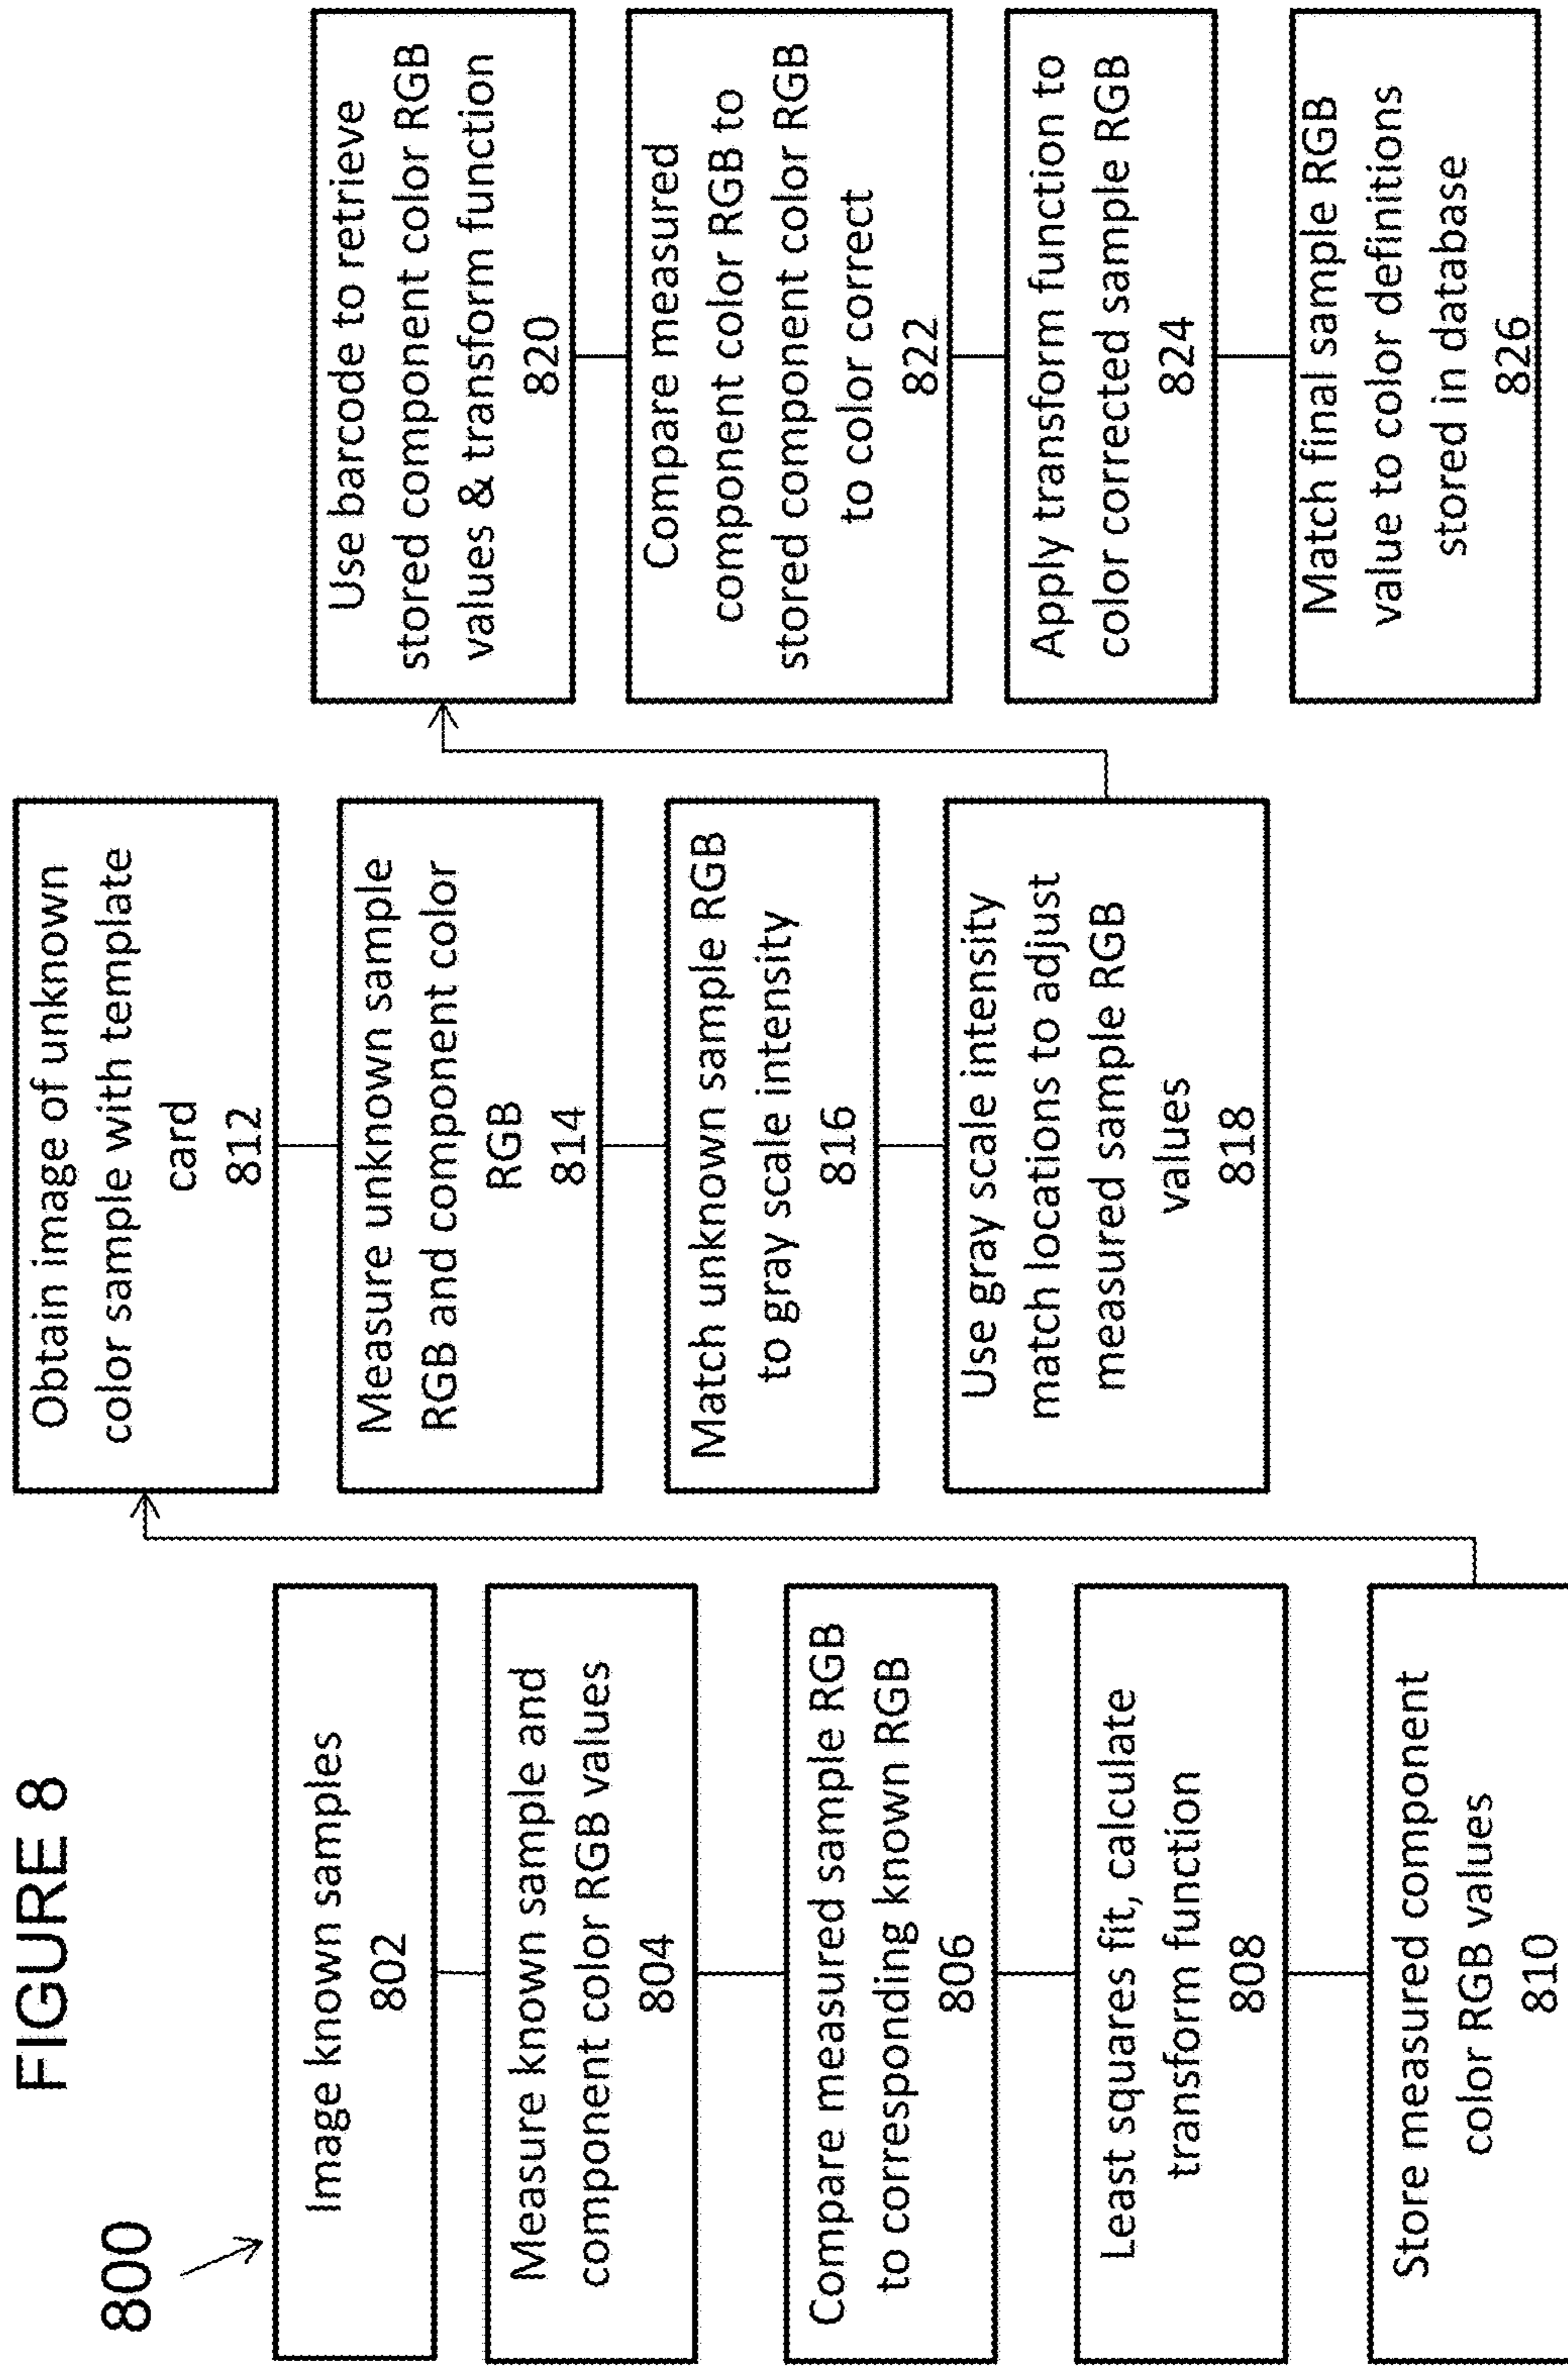 FIGURE 8
800
Image known samples
802
Measure known sample and
component color RGB values
804
Compare measured sample RGB
to corresponding known RGB
806
Least squares fit, calculate
transform function
808
Store measured component
color RGB values
810
Obtain image of unknown
color sample with template
card
812
Measure unknown sample
RGB and component color
RGB
814
Match unknown sample RGB
to gray scale intensity
816
Use gray scale intensity
match locations to adjust
measured sample RGB
values
818
Use barcode to retrieve
stored component color RGB
values & transform function
820
Compare measured
component color RGB to
stored component color RGB
to color correct
822
Apply transform function to
color corrected sample RGB
824
Match final sample RGB
value to color definitions
stored in database
826